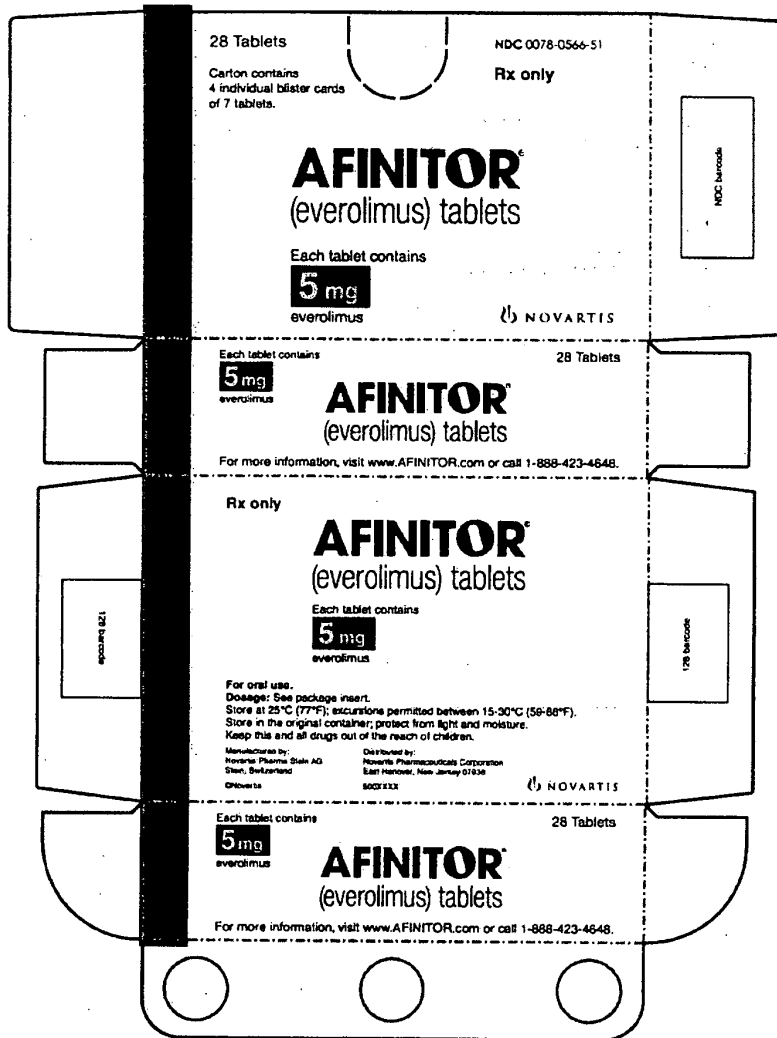 28 Tablets
NDC 0078-0566-51
Carton contains
4 individual blister cards
of 7 tablets.
Rx only
AFINITOR®
(everolimus) tablets
Each tablet contains
5 mg
everolimus
NOVARTIS
NDC barcode
Each tablet contains
5 mg
everolimus
28 Tablets
AFINITOR®
(everolimus) tablets
For more information, visit www.AFINITOR.com or call 1-888-423-4648.
Rx only
AFINITOR®
(everolimus) tablets
Each tablet contains
5 mg
everolimus
128 barcode
128 barcode
For oral use.
Dosage: See package insert.
Store at 25°C (77°F); excursions permitted between 15-30°C (59-86°F).
Store in the original container; protect from light and moisture.
Keep this and all drugs out of the reach of children.
Manufactured by:
Novartis Pharma Stein AG
Stein, Switzerland
©Novartis
Distributed by:
Novartis Pharmaceuticals Corporation
East Hanover, New Jersey 07936
500XXXX
NOVARTIS
Each tablet contains
5 mg
everolimus
28 Tablets
AFINITOR®
(everolimus) tablets
For more information, visit www.AFINITOR.com or call 1-888-423-4648.